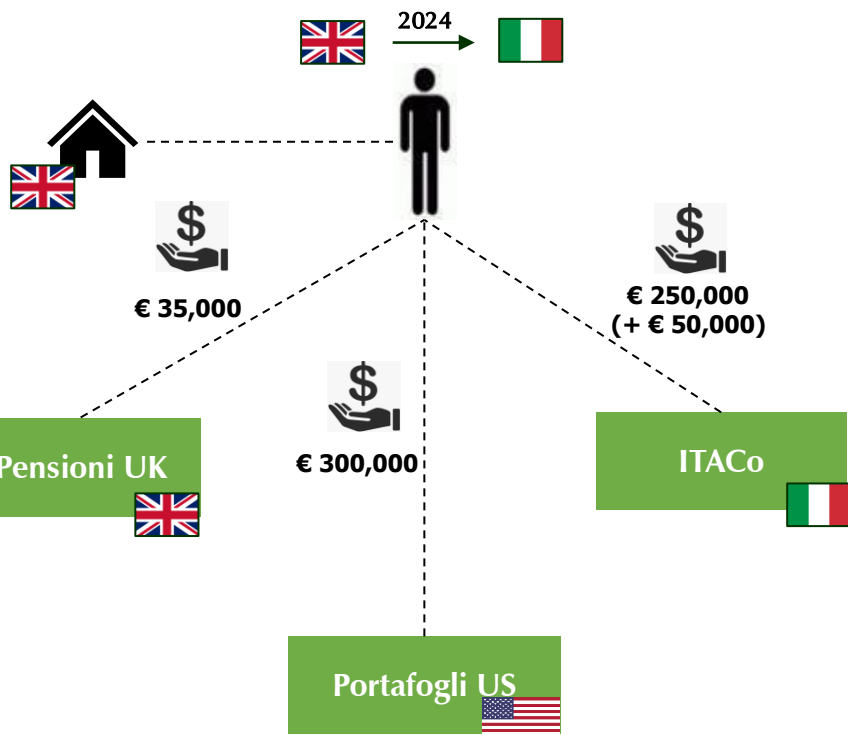 2024
$
$
€ 35,000
€ 250,000
(+ € 50,000)
$
€ 300,000
Pensioni UK
ITACo
Portafogli US